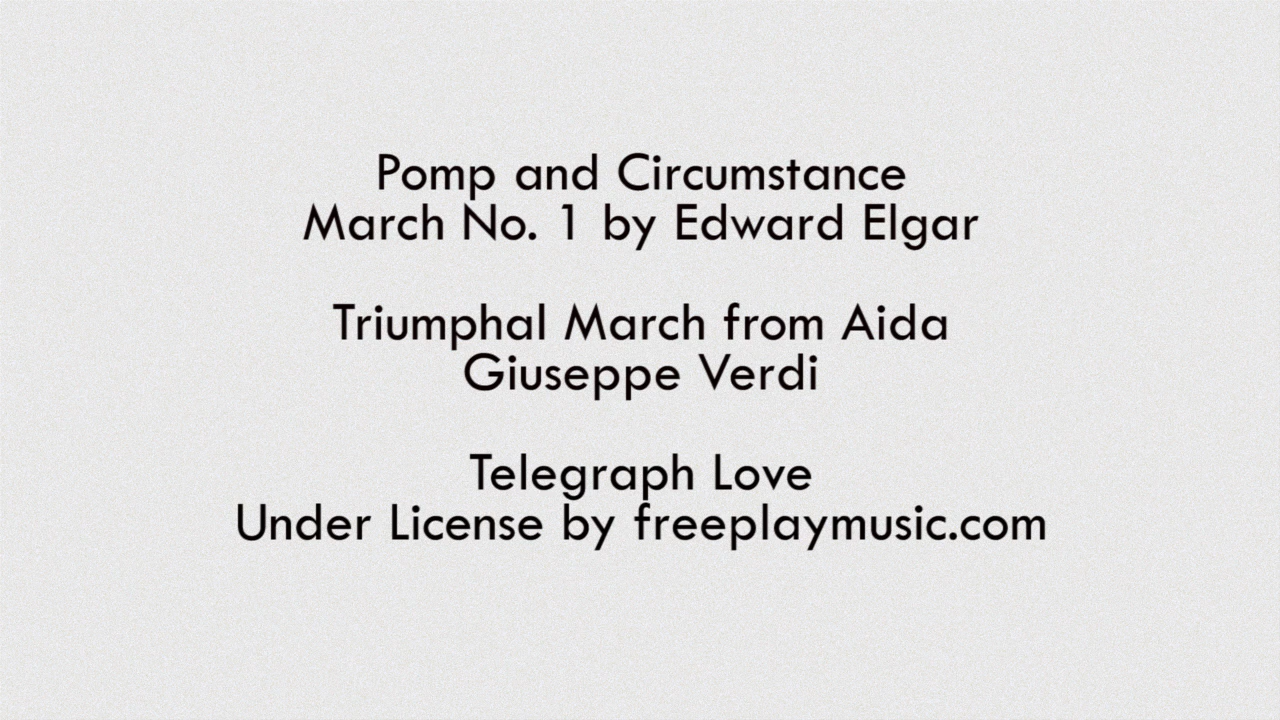 Pomp and Circumstance
March No. 1 by Edward Elgar
Triumphal March from Aida
Giuseppe Verdi
Telegraph Love
Under License by freeplaymusic.com